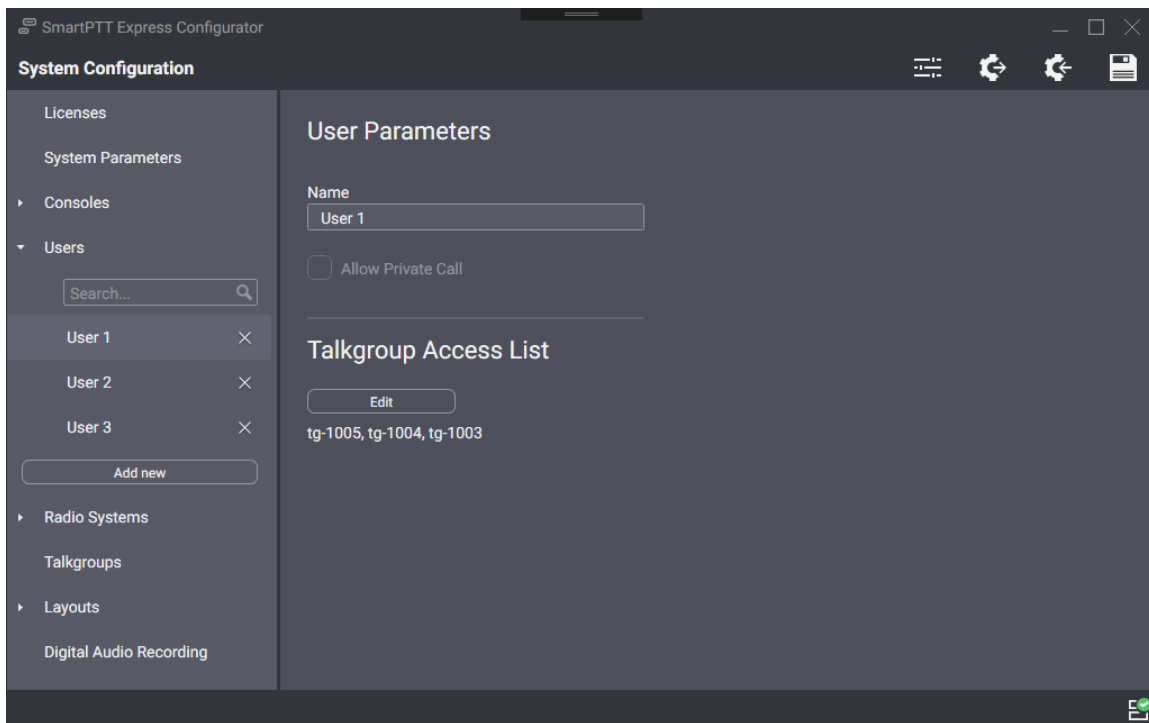 SmartPTT Express Configurator
System Configuration
Licenses
System Parameters
Consoles
Users
Search...
User 1
User 2
User 3
Add new
Radio Systems
Talkgroups
Layouts
Digital Audio Recording
User Parameters
Name
User 1
Allow Private Call
Talkgroup Access List
Edit
tg-1005, tg-1004, tg-1003